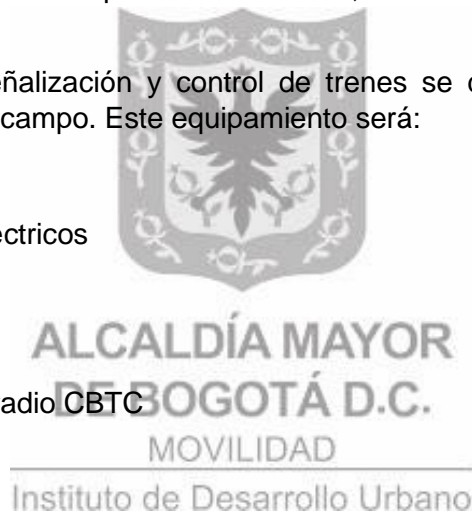 eñalización y control de trenes se
campo. Este equipamiento será:
éctricos
ALCALDÍA MAYOR
adio CBTC
DE BOGOTÁ D.C.
MOVILIDAD
Instituto de Desarrollo Urbano